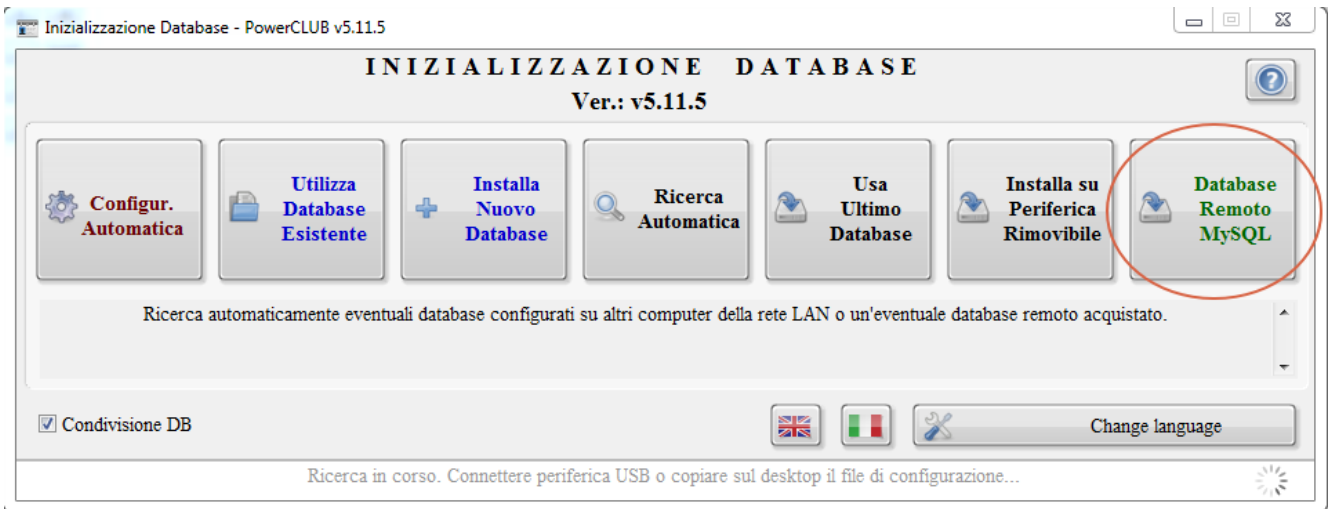 Inizializzazione Database - PowerCLUB v5.11.5
INIZIALIZZAZIONE DATABASE
Ver.: v5.11.5
Configur.
Automatica
Utilizza
Database
Esistente
Installa
Nuovo
Database
Ricerca
Automatica
Usa
Ultimo
Database
Installa su
Periferica
Rimovibile
Database
Remoto
MySQL
Ricerca automaticamente eventuali database configurati su altri computer della rete LAN o un'eventuale database remoto acquistato.
Condivisione DB
Change language
Ricerca in corso. Connettere periferica USB o copiare sul desktop il file di configurazione...